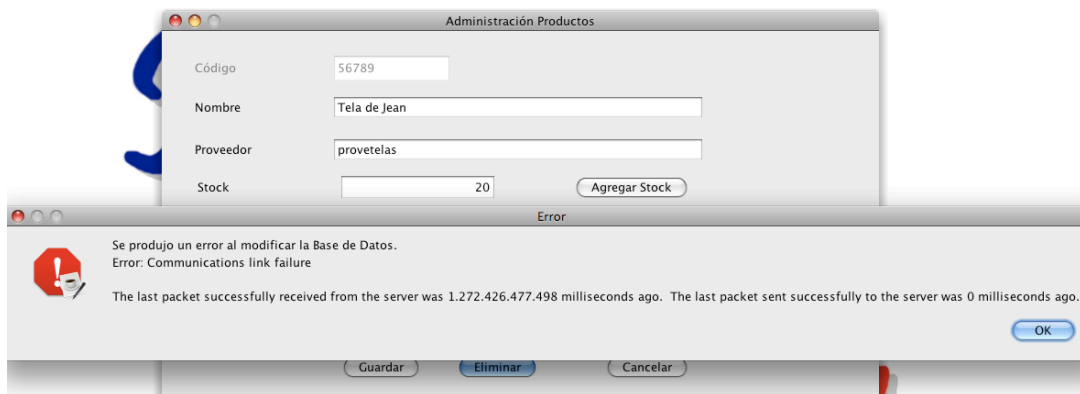 Administración Productos
Código 56789
Nombre Tela de Jean
Proveedor provetelas
Stock 20 Agregar Stock
Error
Se produjo un error al modificar la Base de Datos.
Error: Communications link failure
The last packet successfully received from the server was 1.272.426.477.498 milliseconds ago.  The last packet sent successfully to the server was 0 milliseconds ago.
OK
Guardar Eliminar Cancelar